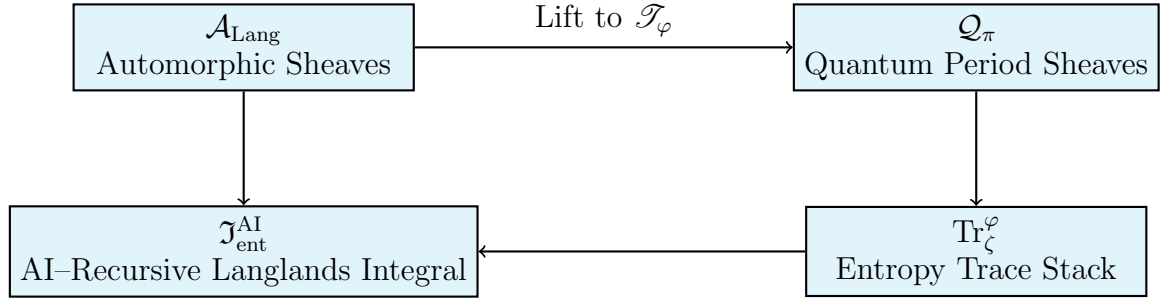 𝒜_Lang
Automorphic Sheaves
Lift to 𝒯_φ
𝒬_π
Quantum Period Sheaves
ℑ_ent^AI
AI–Recursive Langlands Integral
Tr_ζ^φ
Entropy Trace Stack